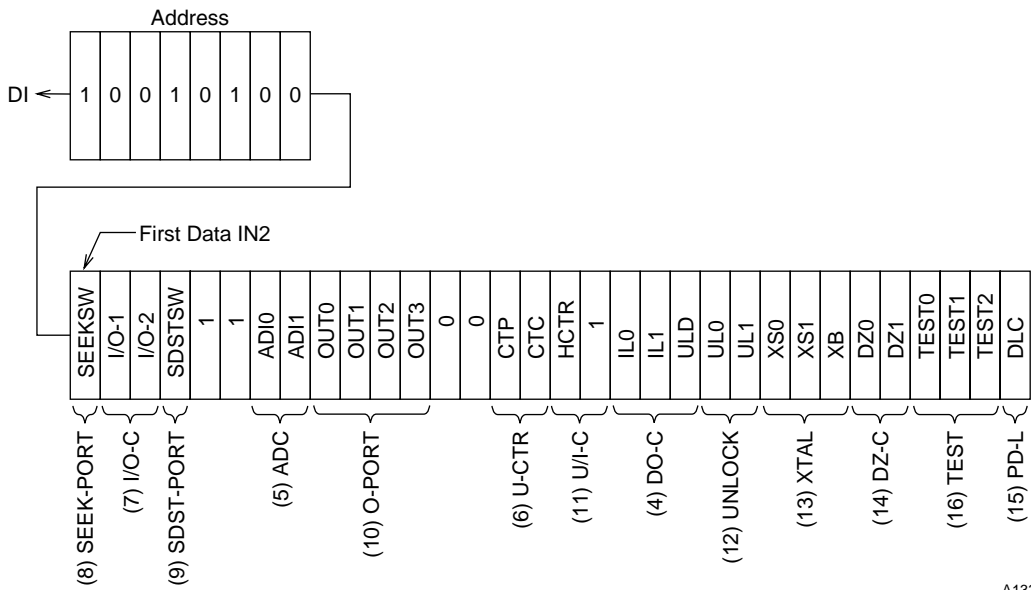 Address
DI
1 0 0 1 0 1 0 0
First Data IN2
SEEKSW
I/O-1
I/O-2
SDSTSW
1
1
ADI0
ADI1
OUT0
OUT1
OUT2
OUT3
0
0
CTP
CTC
HCTR
1
IL0
IL1
ULD
UL0
UL1
XS0
XS1
XB
DZ0
DZ1
TEST0
TEST1
TEST2
DLC
(8) SEEK-PORT
(7) I/O-C
(9) SDST-PORT
(5) ADC
(10) O-PORT
(6) U-CTR
(11) U/I-C
(4) DO-C
(12) UNLOCK
(13) XTAL
(14) DZ-C
(16) TEST
(15) PD-L